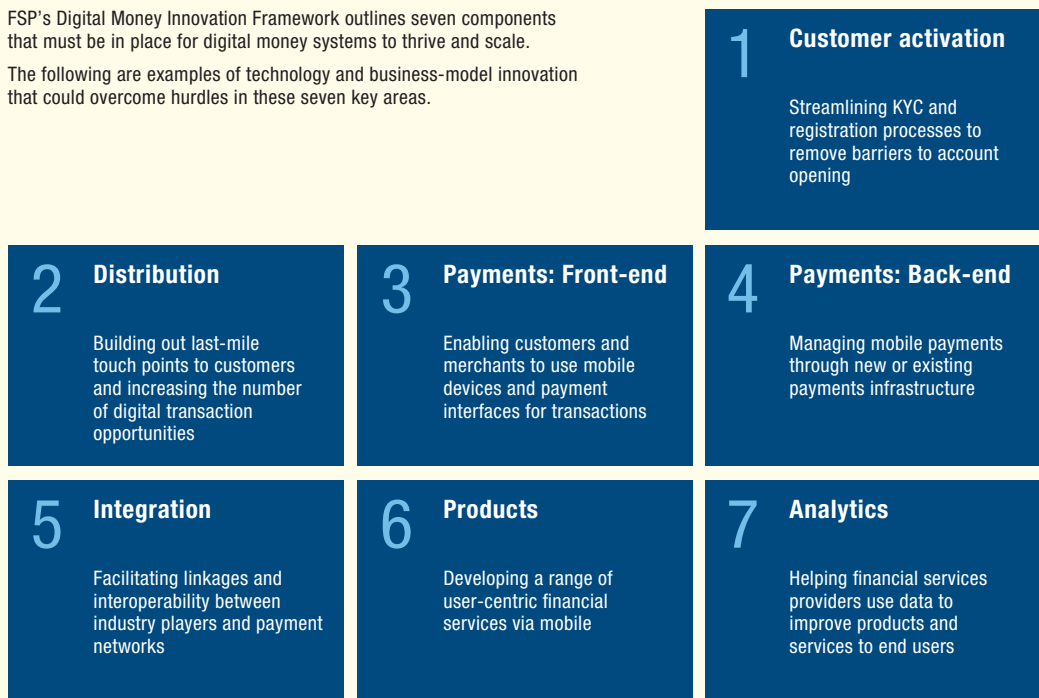 FSP's Digital Money Innovation Framework outlines seven components
that must be in place for digital money systems to thrive and scale.
The following are examples of technology and business-model innovation
that could overcome hurdles in these seven key areas.
1
Customer activation
Streamlining KYC and
registration processes to
remove barriers to account
opening
2
Distribution
Building out last-mile
touch points to customers
and increasing the number
of digital transaction
opportunities
3
Payments: Front-end
Enabling customers and
merchants to use mobile
devices and payment
interfaces for transactions
4
Payments: Back-end
Managing mobile payments
through new or existing
payments infrastructure
5
Integration
Facilitating linkages and
interoperability between
industry players and payment
networks
6
Products
Developing a range of
user-centric financial
services via mobile
7
Analytics
Helping financial services
providers use data to
improve products and
services to end users